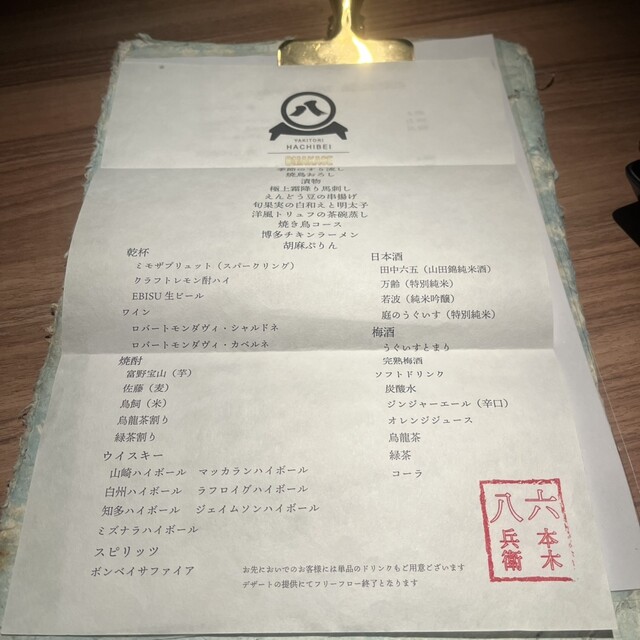 八
YAKITORI
HACHIBEI
OMAKASE
季節のすり流し
焼鳥おろし
漬物
極上霜降り馬刺し
えんどう豆の串揚げ
旬果実の白和えと明太子
洋風トリュフの茶碗蒸し
焼き鳥コース
博多チキンラーメン
胡麻ぷりん
乾杯
ミモザブリュット（スパークリング）
クラフトレモン酎ハイ
EBISU 生ビール
ワイン
ロバートモンダヴィ・シャルドネ
ロバートモンダヴィ・カベルネ
焼酎
富野宝山（芋）
佐藤（麦）
鳥飼（米）
烏龍茶割り
緑茶割り
ウイスキー
山崎ハイボール　マッカランハイボール
白州ハイボール　ラフロイグハイボール
知多ハイボール　ジェイムソンハイボール
ミズナラハイボール
スピリッツ
ボンベイサファイア
日本酒
田中六五（山田錦純米酒）
万齢（特別純米）
若波（純米吟醸）
庭のうぐいす（特別純米）
梅酒
うぐいすとまり
完熟梅酒
ソフトドリンク
炭酸水
ジンジャーエール（辛口）
オレンジジュース
烏龍茶
緑茶
コーラ
お先においでのお客様には単品のドリンクもご用意ございます
デザートの提供にてフリーフロー終了となります
六本木
八兵衛